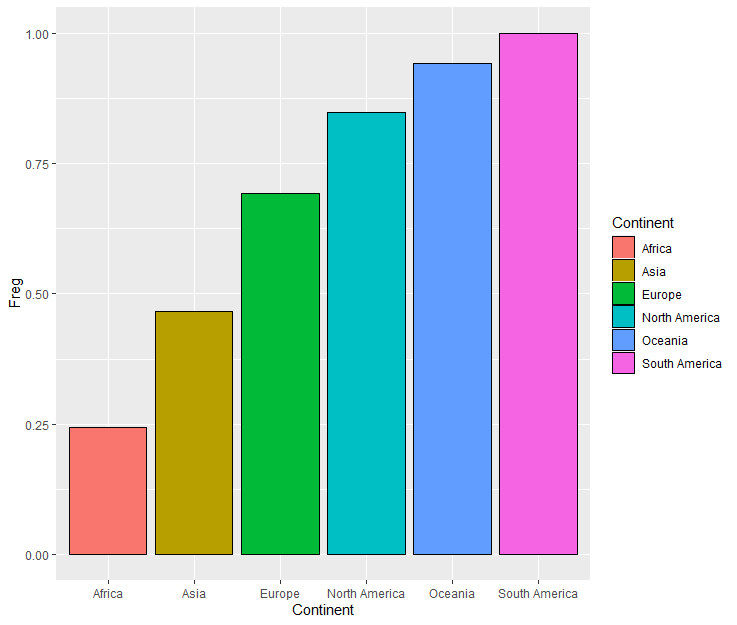 1.00
0.75
0.50
0.25
0.00
Freg
Africa Asia Europe North America Oceania South America
Continent
Continent
Africa
Asia
Europe
North America
Oceania
South America